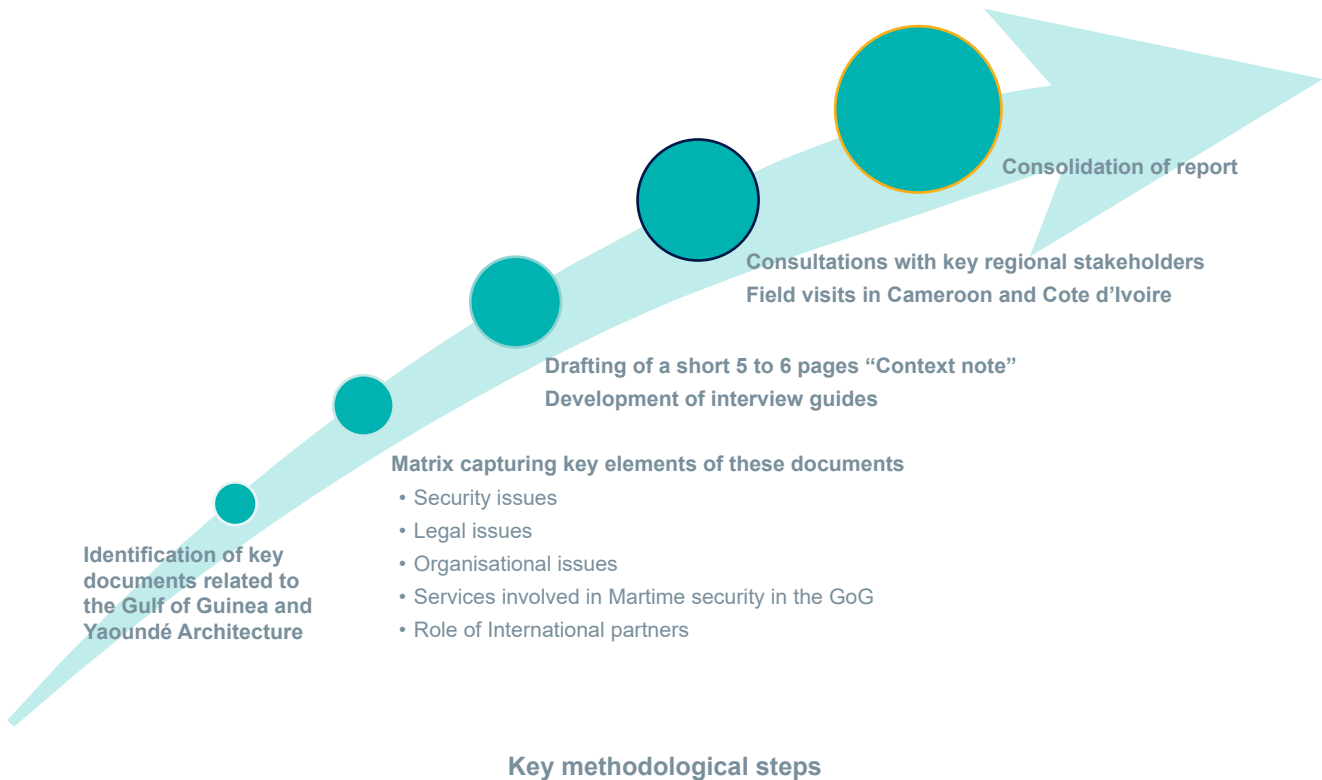 Identification of key
documents related to
the Gulf of Guinea and
Yaoundé Architecture
Matrix capturing key elements of these documents
• Security issues
• Legal issues
• Organisational issues
• Services involved in Martime security in the GoG
• Role of International partners
Drafting of a short 5 to 6 pages “Context note”
Development of interview guides
Consultations with key regional stakeholders
Field visits in Cameroon and Cote d’Ivoire
Consolidation of report
Key methodological steps